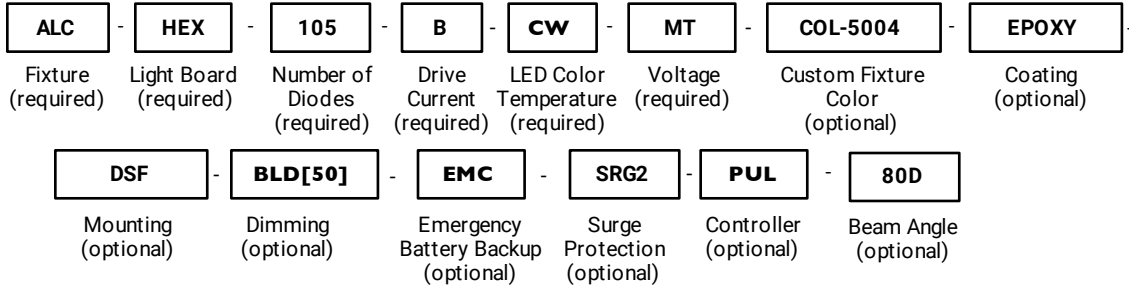 ALC - HEX - 105 - B - CW - MT - COL-5004 - EPOXY -
Fixture Light Board Number of Drive LED Color Voltage Custom Fixture Coating
(required) (required) Diodes Current Temperature (required) Color (optional)
(required) (required) (required) (optional)
DSF - BLD[50] - EMC - SRG2 - PUL - 80D
Mounting Dimming Emergency Surge Controller Beam Angle
(optional) (optional) Battery Backup Protection (optional) (optional)
(optional) (optional)